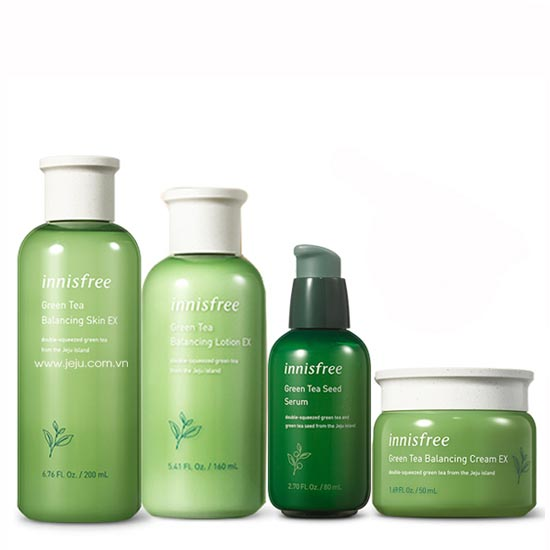 innisfree
Green Tea
Balancing Skin EX
double-squeezed green tea
from the Jeju island
www.jeju.com.vn
6.76 Fl. Oz. / 200 mL
innisfree
Green Tea
Balancing Lotion EX
double-squeezed green tea
from the Jeju island
5.41 Fl. Oz. / 160 mL
innisfree
Green Tea Seed
Serum
double-squeezed green tea and
green tea seed from the Jeju island
2.70 Fl. Oz. / 80 mL
innisfree
Green Tea Balancing Cream EX
double-squeezed green tea from the Jeju island
1.69 Fl. Oz. / 50 mL